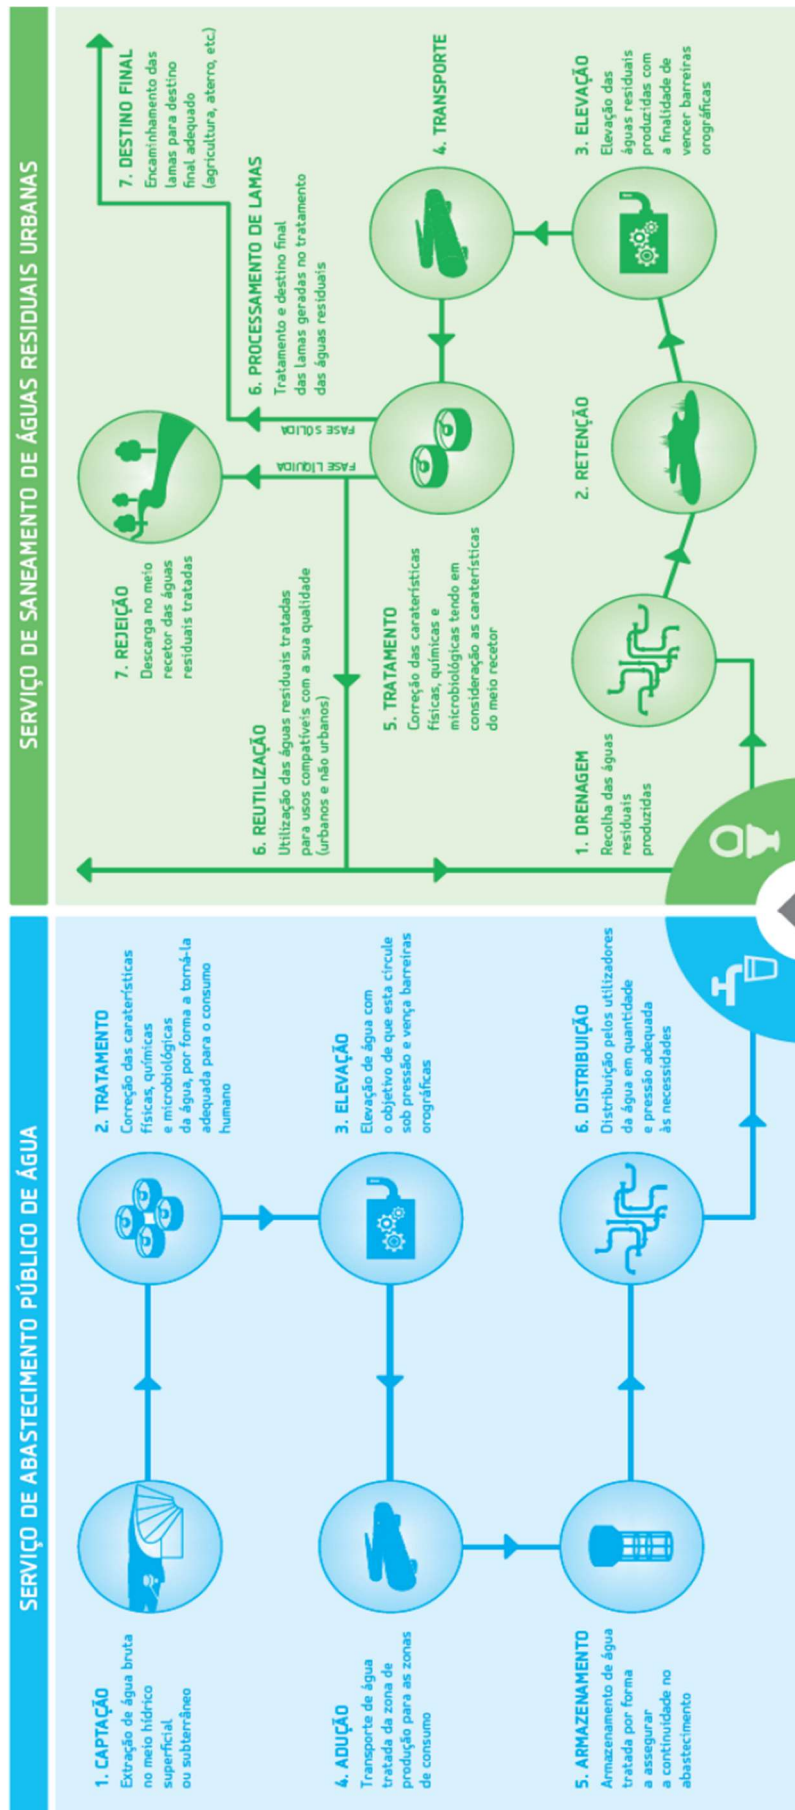 SERVIÇO DE ABASTECIMENTO PÚBLICO DE ÁGUA
1. CAPTAÇÃO
Extração de água bruta
no meio hídrico
superficial
ou subterrâneo
2. TRATAMENTO
Correção das caraterísticas
físicas, químicas
e microbiológicas
da água, por forma a torná-la
adequada para o consumo
humano
3. ELEVAÇÃO
Elevação de água com
o objetivo de que esta circule
sob pressão e vença barreiras
orográficas
4. ADUÇÃO
Transporte de água
tratada da zona de
produção para as zonas
de consumo
5. ARMAZENAMENTO
Armazenamento de água
tratada por forma
a assegurar
a continuidade no
abastecimento
6. DISTRIBUIÇÃO
Distribuição pelos utilizadores
da água em quantidade
e pressão adequada
às necessidades
SERVIÇO DE SANEAMENTO DE ÁGUAS RESIDUAIS URBANAS
1. DRENAGEM
Recolha das águas
residuais
produzidas
2. RETENÇÃO
3. ELEVAÇÃO
Elevação das
águas residuais
produzidas com
a finalidade de
vencer barreiras
orográficas
4. TRANSPORTE
5. TRATAMENTO
Correção das caraterísticas
físicas, químicas e
microbiológicas tendo em
consideração as caraterísticas
do meio recetor
FASE LÍQUIDA
FASE SÓLIDA
6. REUTILIZAÇÃO
Utilização das águas residuais tratadas
para usos compatíveis com a sua qualidade
(urbanos e não urbanos)
6. PROCESSAMENTO DE LAMAS
Tratamento e destino final
das lamas geradas no tratamento
das águas residuais
7. REJEIÇÃO
Descarga no meio
recetor das águas
residuais tratadas
7. DESTINO FINAL
Encaminhamento das
lamas para destino
final adequado
(agricultura, aterro, etc.)